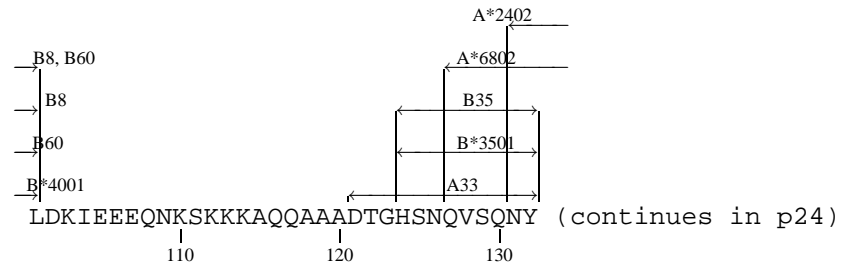 A*2402
B8, B60
A*6802
B8
B35
B60
B*3501
B*4001
A33
LDKIEEEQNKSKKKAQQAAADTGHSNQVSQNY (continues in p24)
110
120
130